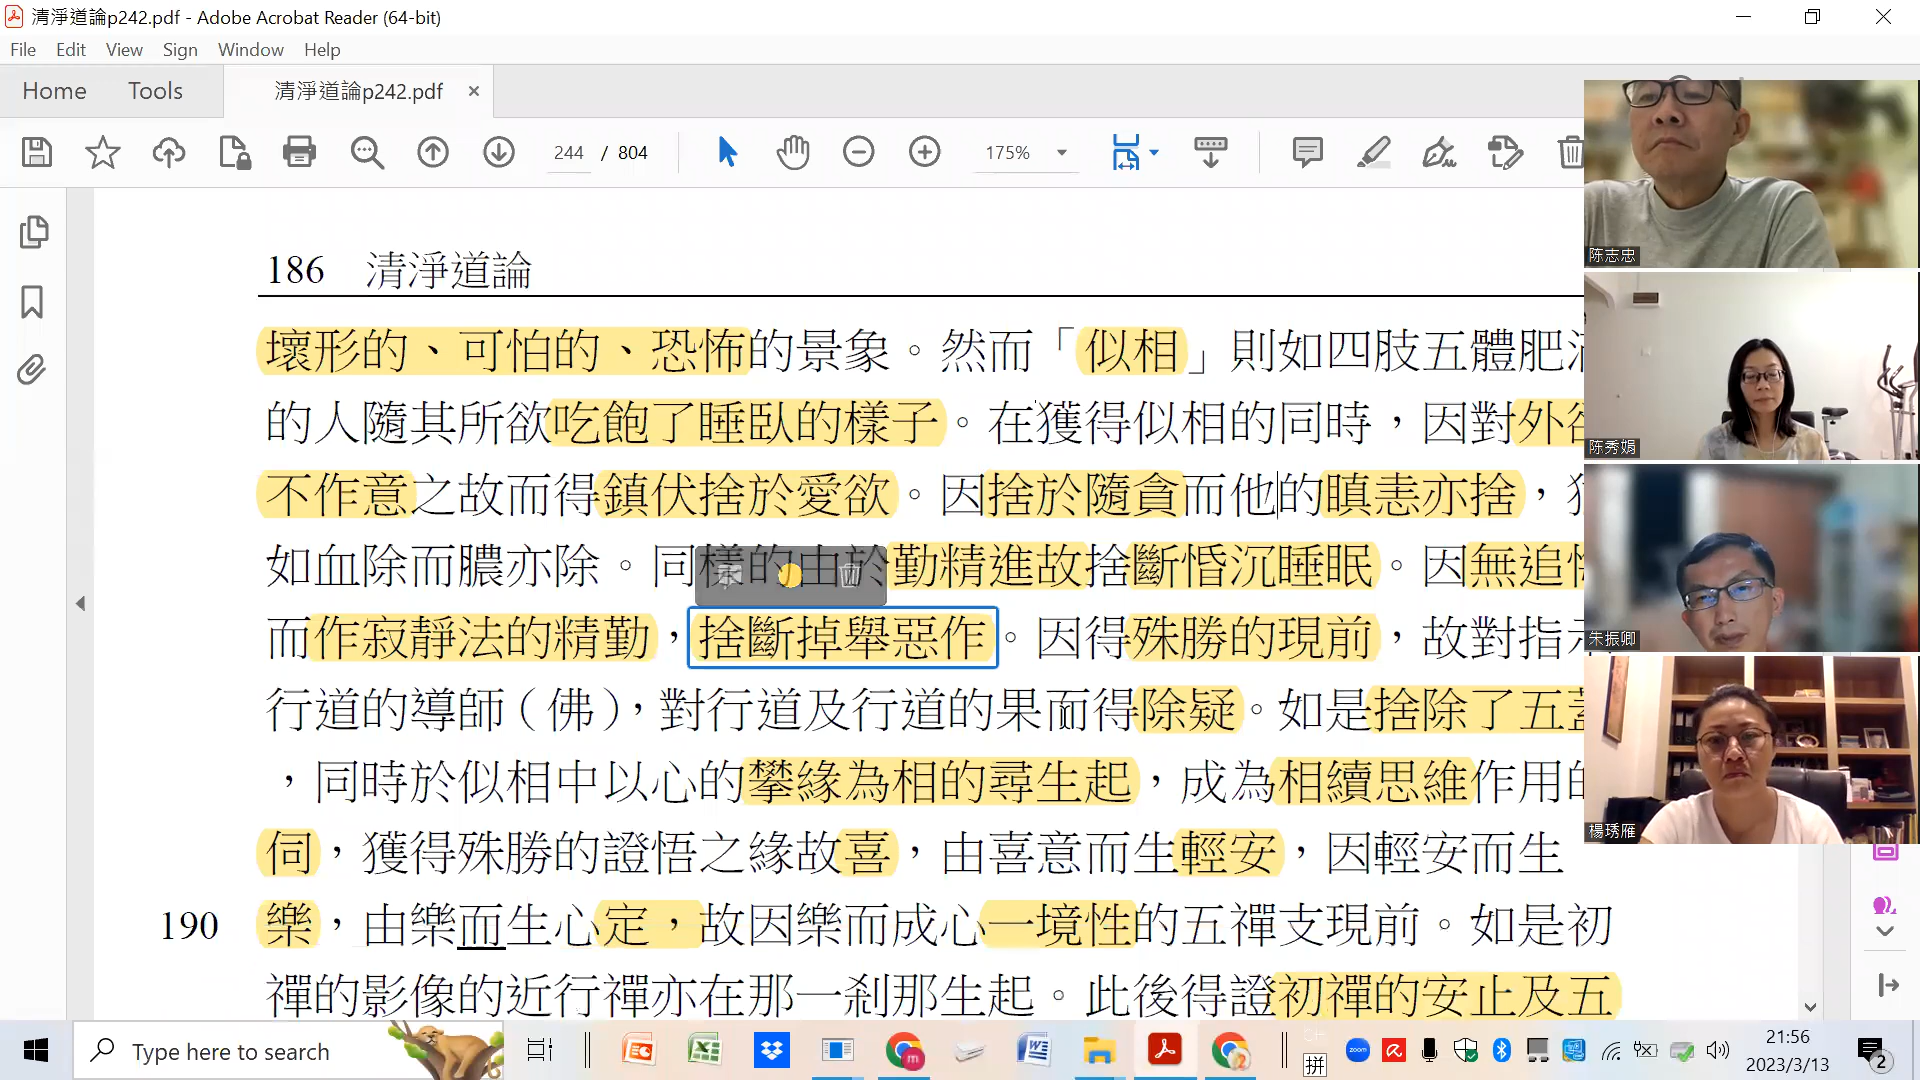 清淨道論p242.pdf - Adobe Acrobat Reader (64-bit)
File Edit View Sign Window Help
Home Tools 清淨道論p242.pdf ×
244 / 804 175%
186 清淨道論
壞形的、可怕的、恐怖的景象。然而「似相」則如四肢五體肥
的人隨其所欲吃飽了睡臥的樣子。在獲得似相的同時，因對外
不作意之故而得鎮伏捨於愛欲。因捨於隨貪而他的瞋恚亦捨，
如血除而膿亦除。同樣的由於勤精進故捨斷惛沉睡眠。因無追
而作寂靜法的精勤，捨斷掉舉惡作。因得殊勝的現前，故對指
行道的導師（佛），對行道及行道的果而得除疑。如是捨除了五蓋
，同時於似相中以心的攀緣為相的尋生起，成為相續思維作用的
伺，獲得殊勝的證悟之緣故喜，由喜意而生輕安，因輕安而生
190 樂，由樂而生心定，故因樂而成心一境性的五禪支現前。如是初
禪的影像的近行禪亦在那一剎那生起。此後得證初禪的安止及五
陈志忠
陈秀娟
朱振卿
楊琇雁
Type here to search
zoom
拼
21:56
2023/3/13
2